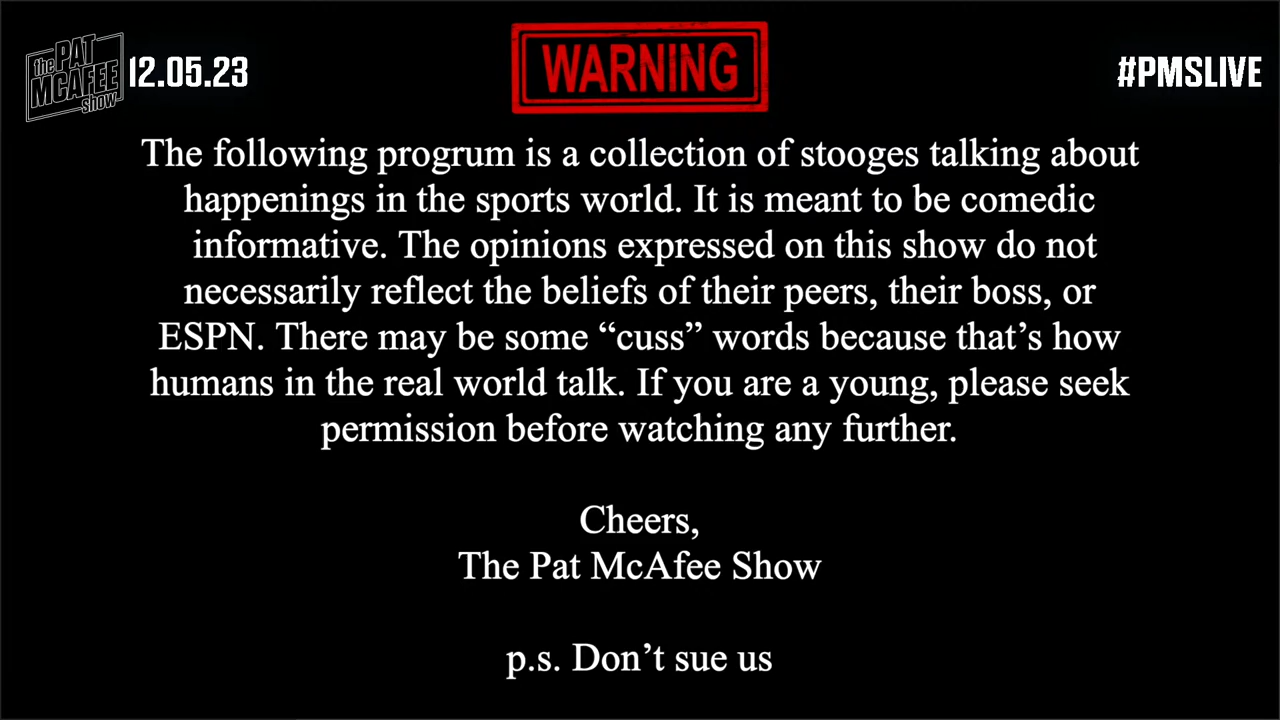 the
PAT
MCAFEE
show
12.05.23
WARNING
#PMSLIVE
The following progrum is a collection of stooges talking about
happenings in the sports world. It is meant to be comedic
informative. The opinions expressed on this show do not
necessarily reflect the beliefs of their peers, their boss, or
ESPN. There may be some “cuss” words because that’s how
humans in the real world talk. If you are a young, please seek
permission before watching any further.
Cheers,
The Pat McAfee Show
p.s. Don’t sue us